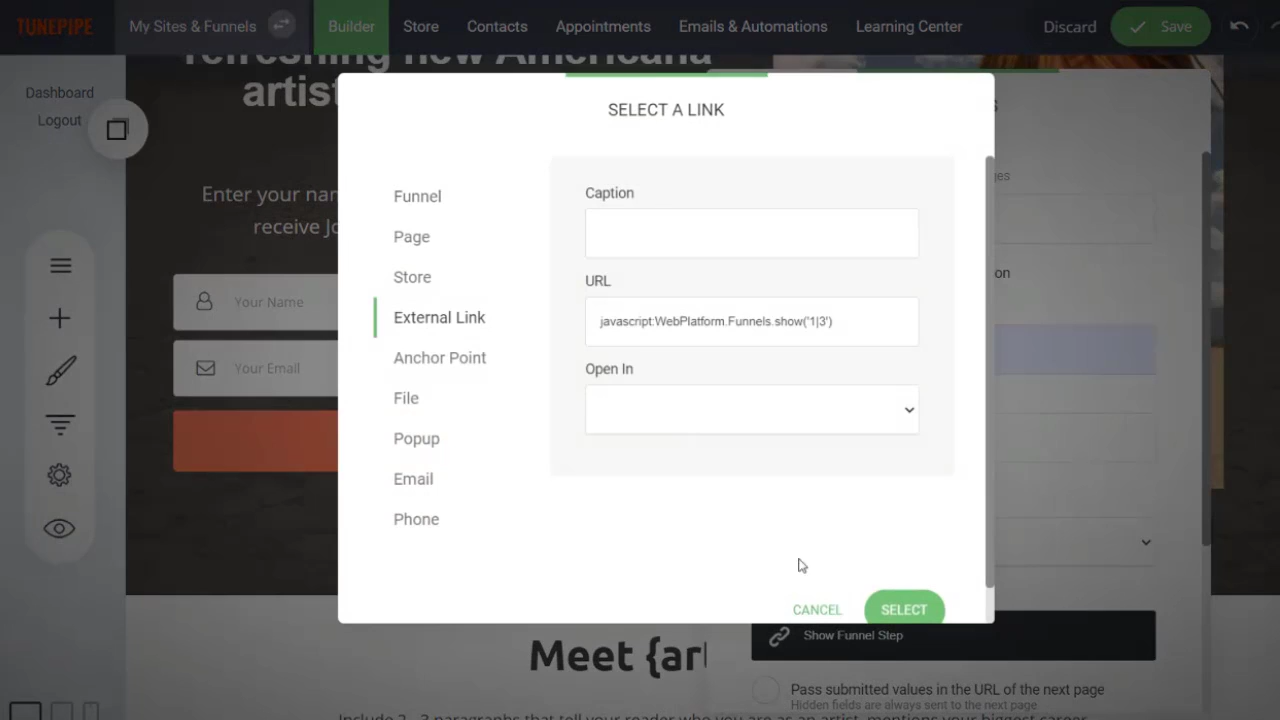 TUNEPIPE
My Sites & Funnels
Builder
Store
Contacts
Appointments
Emails & Automations
Learning Center
Discard
Save
Dashboard
Logout
refreshing new Americana
artist
Enter your nam
receive Jo
Your Name
Your Email
SELECT A LINK
Funnel
Page
Store
External Link
Anchor Point
File
Popup
Email
Phone
Caption
URL
javascript:WebPlatform.Funnels.show('1|3')
Open In
CANCEL
SELECT
S
ges
on
Show Funnel Step
Pass submitted values in the URL of the next page
Hidden fields are always sent to the next page.
Meet {art
Include 2 - 3 paragraphs that tell your reader who you are as an artist, mentions your biggest career